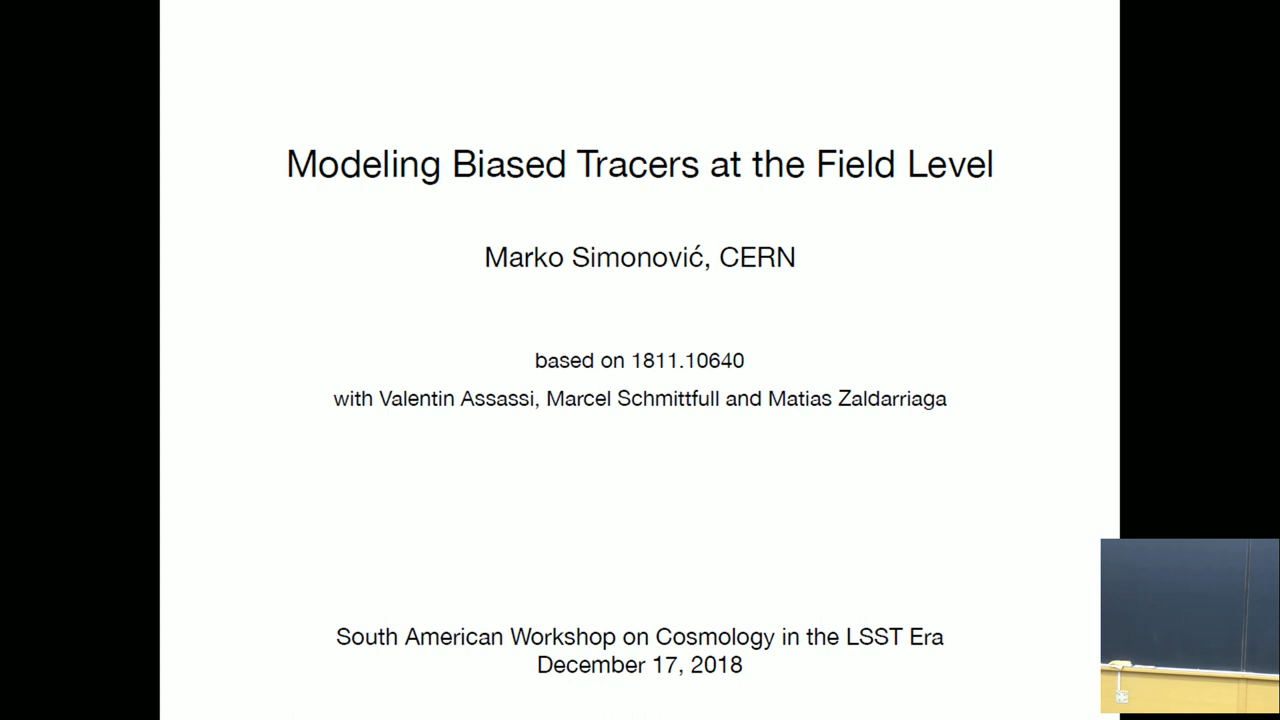 Modeling Biased Tracers at the Field Level
Marko Simonović, CERN
based on 1811.10640
with Valentin Assassi, Marcel Schmittfull and Matias Zaldarriaga
South American Workshop on Cosmology in the LSST Era
December 17, 2018